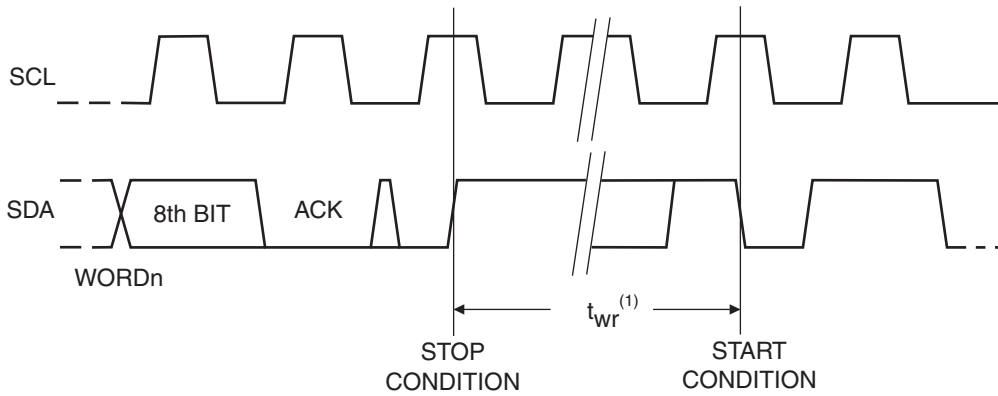 SCL
SDA
8th BIT
ACK
WORDn
twr(1)
STOP
CONDITION
START
CONDITION